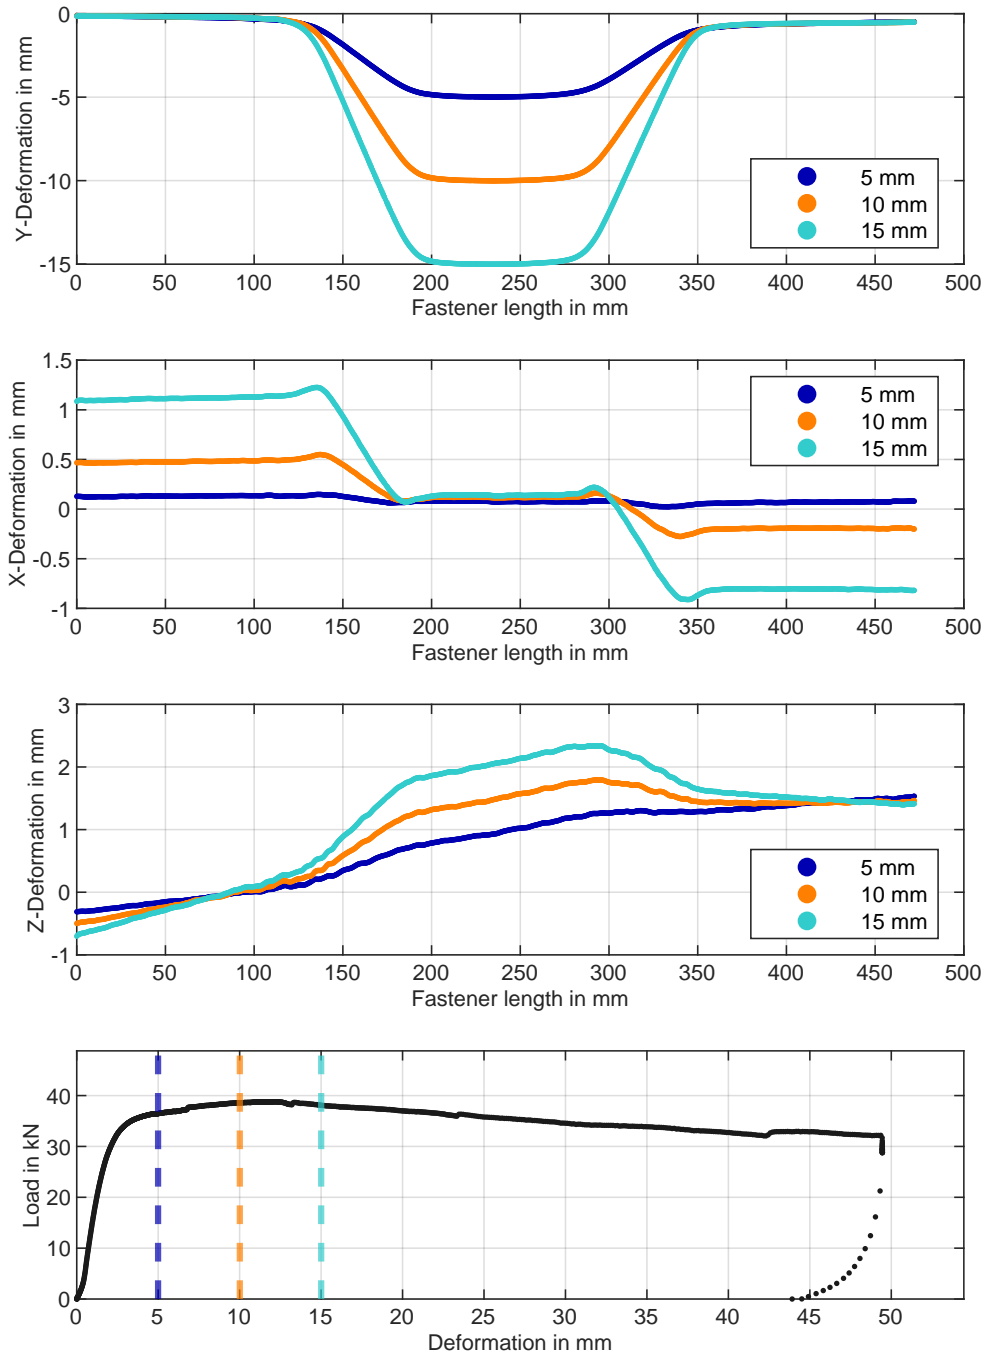 0
-5
-10
-15
Y-Deformation in mm
5 mm
10 mm
15 mm
0 50 100 150 200 250 300 350 400 450 500
Fastener length in mm
1.5
1
0.5
0
-0.5
-1
X-Deformation in mm
5 mm
10 mm
15 mm
0 50 100 150 200 250 300 350 400 450 500
Fastener length in mm
3
2
1
0
-1
Z-Deformation in mm
5 mm
10 mm
15 mm
0 50 100 150 200 250 300 350 400 450 500
Fastener length in mm
40
30
20
10
0
Load in kN
0 5 10 15 20 25 30 35 40 45 50
Deformation in mm